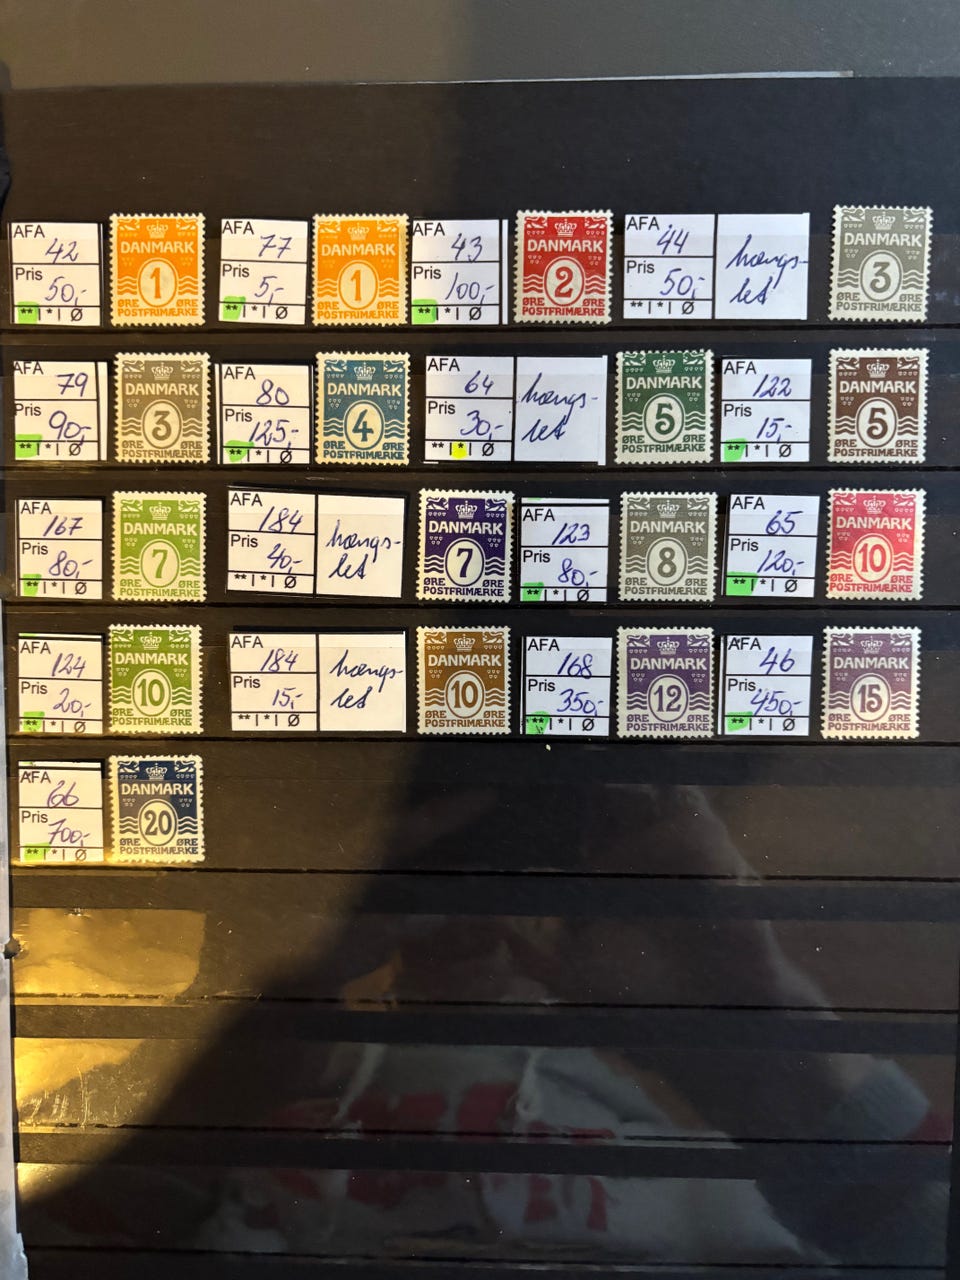 AFA
42
Pris
50,-
** I * I Ø
DANMARK
1
ØRE ØRE
POSTFRIMÆRKE
AFA
77
Pris
5,-
** I * I Ø
DANMARK
1
ØRE ØRE
POSTFRIMÆRKE
AFA
43
Pris
100,-
** I * I Ø
DANMARK
2
ØRE ØRE
POSTFRIMÆRKE
AFA
44
Pris
50,-
** I * I Ø
hængs-
let
DANMARK
3
ØRE ØRE
POSTFRIMÆRKE
AFA
79
Pris
90,-
** I * I Ø
DANMARK
3
ØRE ØRE
POSTFRIMÆRKE
AFA
80
Pris
125,-
** I * I Ø
DANMARK
4
ØRE ØRE
POSTFRIMÆRKE
AFA
64
Pris
30,-
** I * I Ø
hængs-
let
DANMARK
5
ØRE ØRE
POSTFRIMÆRKE
AFA
122
Pris
15,-
** I * I Ø
DANMARK
5
ØRE ØRE
POSTFRIMÆRKE
AFA
167
Pris
80,-
** I * I Ø
DANMARK
7
ØRE ØRE
POSTFRIMÆRKE
AFA
184
Pris
40,-
** I * I Ø
hængs-
let
DANMARK
7
ØRE ØRE
POSTFRIMÆRKE
AFA
123
Pris
80,-
** I * I Ø
DANMARK
8
ØRE ØRE
POSTFRIMÆRKE
AFA
65
Pris
120,-
** I * I Ø
DANMARK
10
ØRE ØRE
POSTFRIMÆRKE
AFA
124
Pris
20,-
** I * I Ø
DANMARK
10
ØRE ØRE
POSTFRIMÆRKE
AFA
184
Pris
15,-
** I * I Ø
hængs-
let
DANMARK
10
ØRE ØRE
POSTFRIMÆRKE
AFA
168
Pris
350,-
** I * I Ø
DANMARK
12
ØRE ØRE
POSTFRIMÆRKE
AFA
46
Pris
450,-
** I * I Ø
DANMARK
15
ØRE ØRE
POSTFRIMÆRKE
AFA
66
Pris
700,-
** I * I Ø
DANMARK
20
ØRE ØRE
POSTFRIMÆRKE